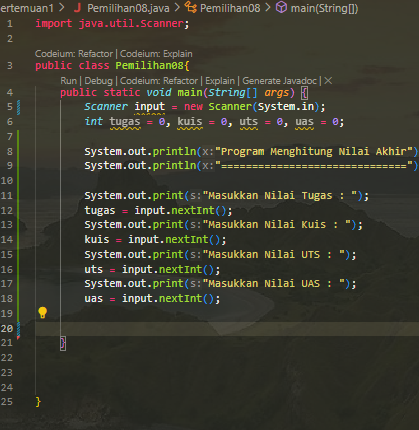 ertemuan1 > J Pemilihan08.java > Pemilihan08 > main(String[])
1 import java.util.Scanner;
2
Codeium: Refactor | Explain
3 public class Pemilihan08{
Run | Debug | Codeium: Refactor | Explain | Generate Javadoc | ✕
4 public static void main(String[] args) {
5 Scanner input = new Scanner(System.in);
6 int tugas = 0, kuis = 0, uts = 0, uas = 0;
7
8 System.out.println(x:"Program Menghitung Nilai Akhir")
9 System.out.println(x:"==============================")
10
11 System.out.print(s:"Masukkan Nilai Tugas : ");
12 tugas = input.nextInt();
13 System.out.print(s:"Masukkan Nilai Kuis : ");
14 kuis = input.nextInt();
15 System.out.print(s:"Masukkan Nilai UTS : ");
16 uts = input.nextInt();
17 System.out.print(s:"Masukkan Nilai UAS : ");
18 uas = input.nextInt();
19
20
21 }
22
23
24
25 }